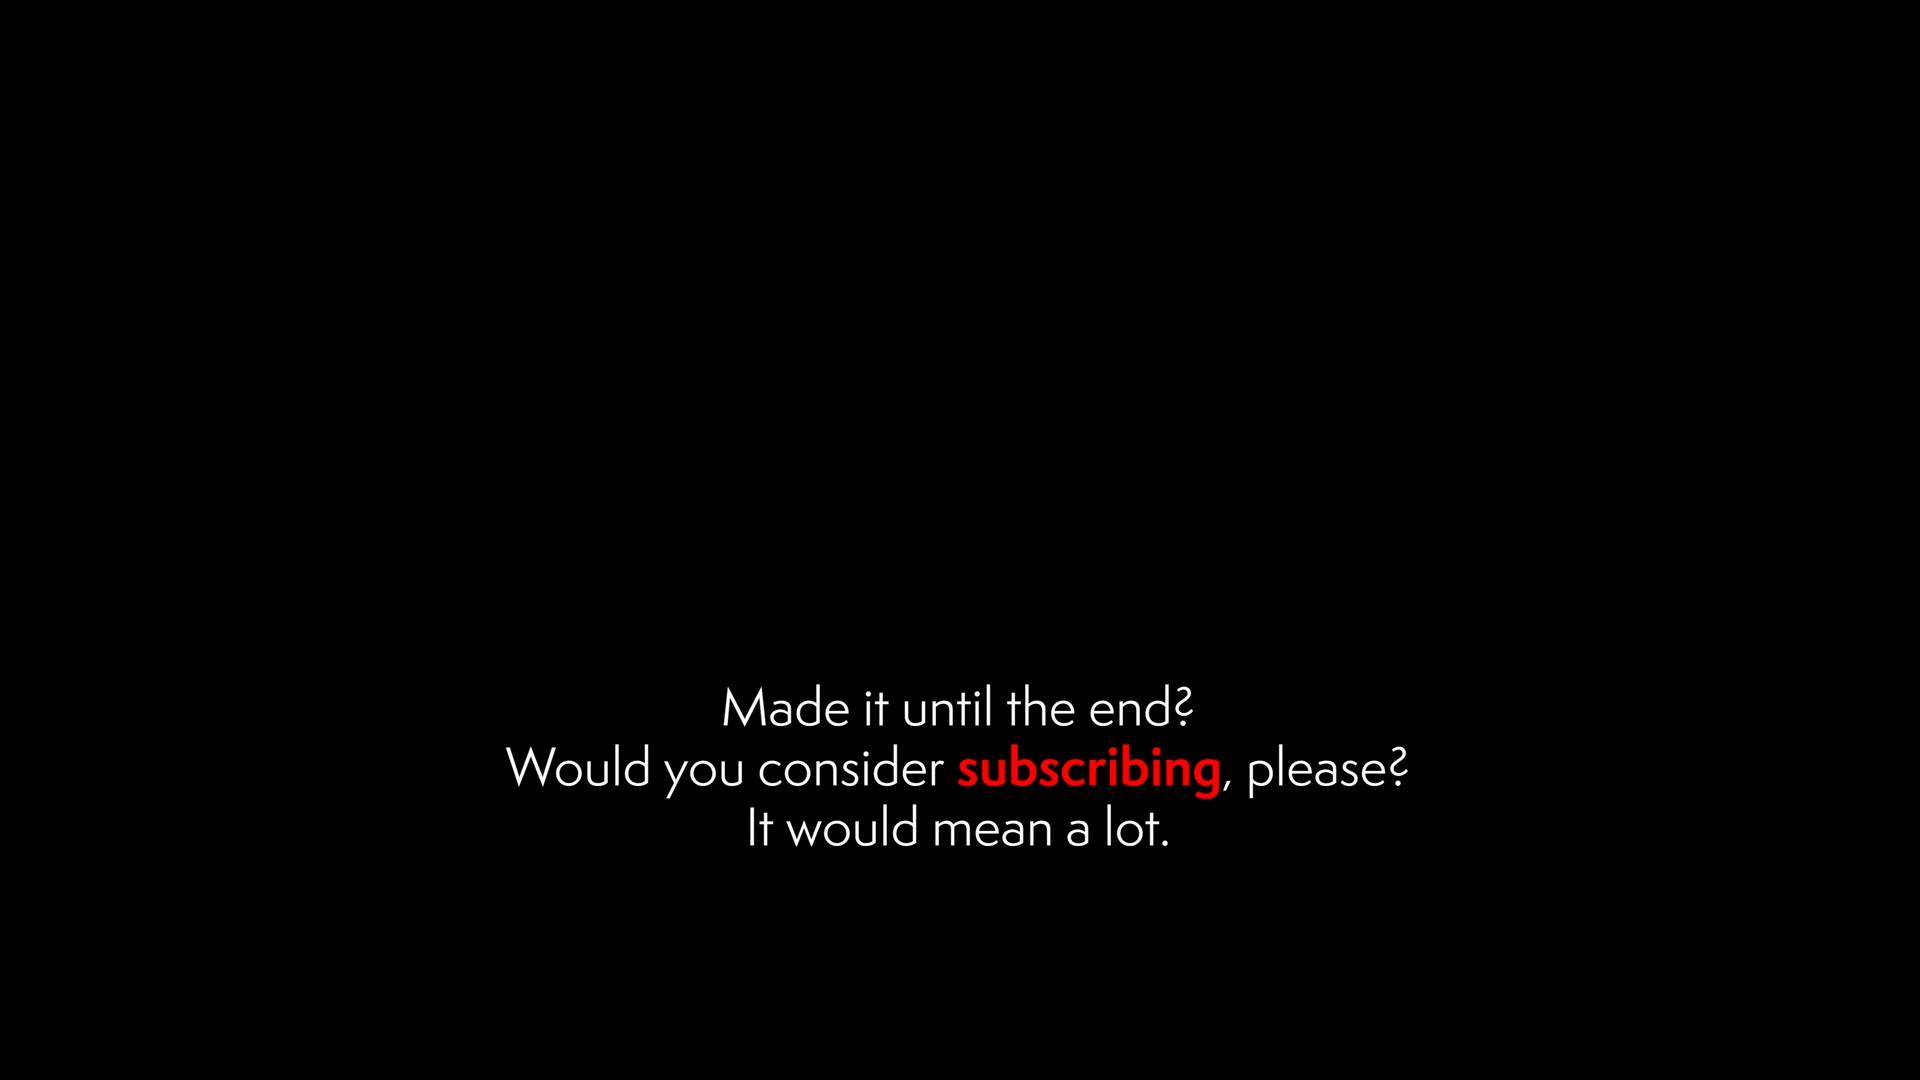 Made it until the end?
Would you consider subscribing, please?
It would mean a lot.